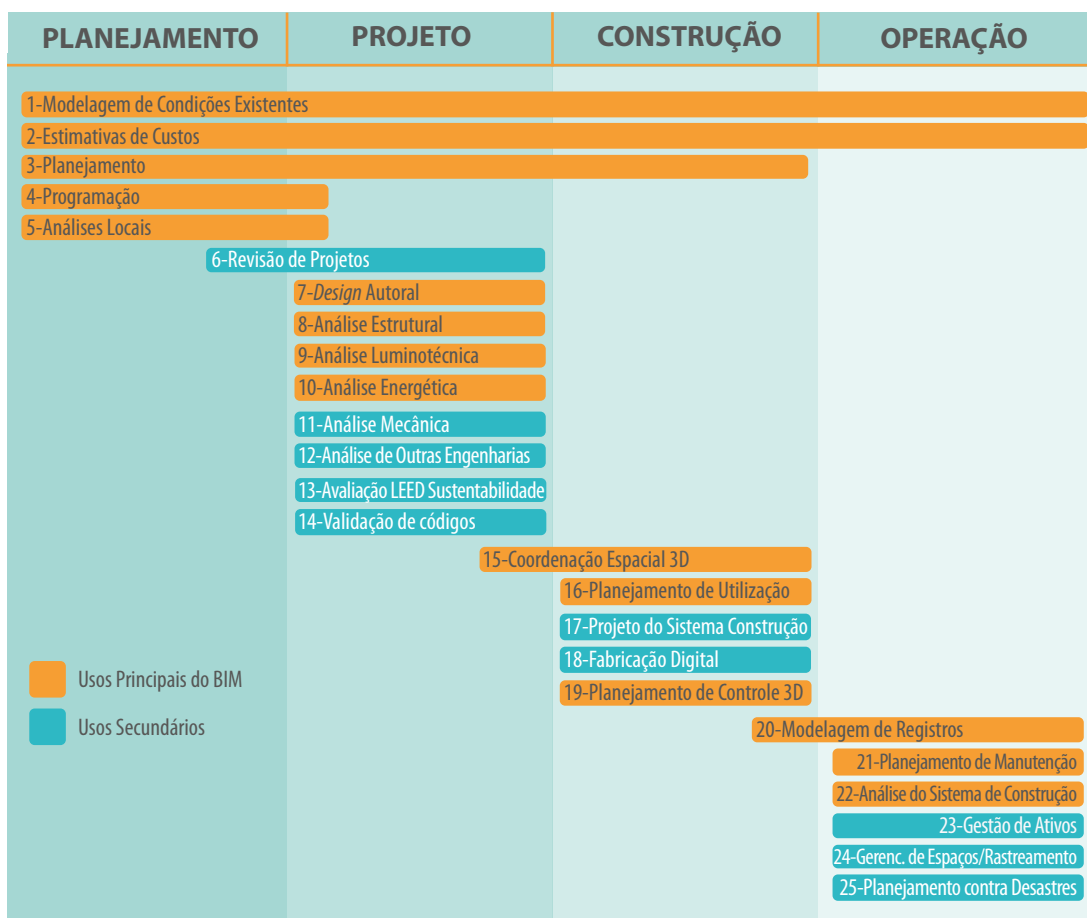 PLANEJAMENTO
PROJETO
CONSTRUÇÃO
OPERAÇÃO
1-Modelagem de Condições Existentes
2-Estimativas de Custos
3-Planejamento
4-Programação
5-Análises Locais
6-Revisão de Projetos
7-Design Autoral
8-Análise Estrutural
9-Análise Luminotécnica
10-Análise Energética
11-Análise Mecânica
12-Análise de Outras Engenharias
13-Avaliação LEED Sustentabilidade
14-Validação de códigos
15-Coordenação Espacial 3D
16-Planejamento de Utilização
17-Projeto do Sistema Construção
18-Fabricação Digital
19-Planejamento de Controle 3D
20-Modelagem de Registros
21-Planejamento de Manutenção
22-Análise do Sistema de Construção
23-Gestão de Ativos
24-Gerenc. de Espaços/Rastreamento
25-Planejamento contra Desastres
Usos Principais do BIM
Usos Secundários